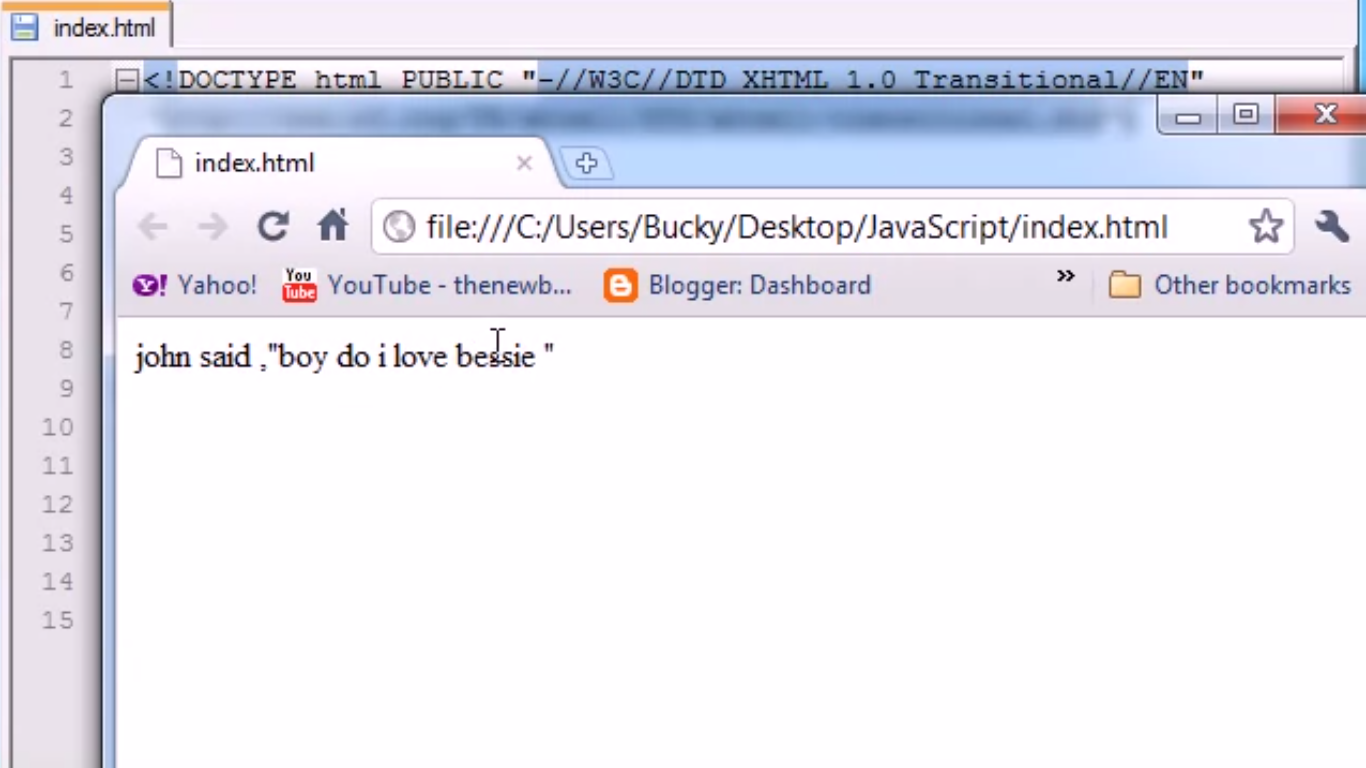 index.html
1 <!DOCTYPE html PUBLIC "-//W3C//DTD XHTML 1.0 Transitional//EN"
2
3
4
5
6
7
8
9
10
11
12
13
14
15
index.html
file:///C:/Users/Bucky/Desktop/JavaScript/index.html
Yahoo! You Tube YouTube - thenewb... Blogger: Dashboard » Other bookmarks
john said ,"boy do i love bessie "